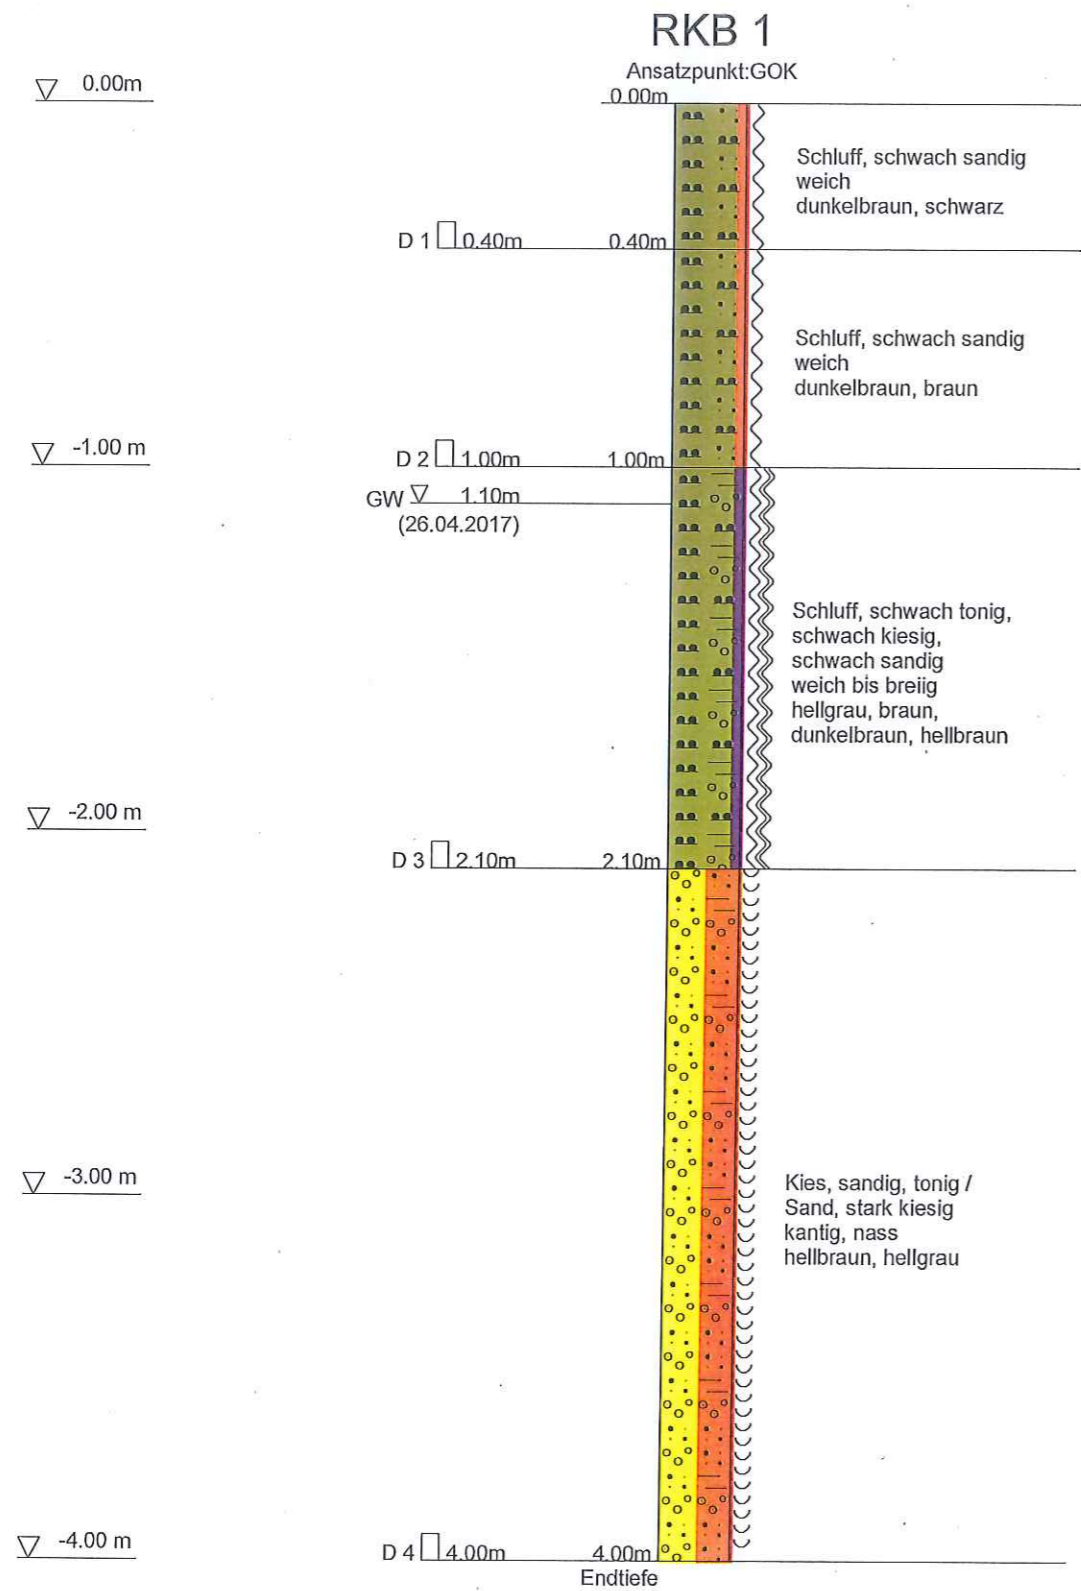 RKB 1
Ansatzpunkt:GOK
0.00m
0.00m
Schluff, schwach sandig
weich
dunkelbraun, schwarz
D 1 0.40m 0.40m
Schluff, schwach sandig
weich
dunkelbraun, braun
-1.00 m
D 2 1.00m 1.00m
GW 1.10m
(26.04.2017)
Schluff, schwach tonig,
schwach kiesig,
schwach sandig
weich bis breiig
hellgrau, braun,
dunkelbraun, hellbraun
-2.00 m
D 3 2.10m 2.10m
-3.00 m
Kies, sandig, tonig /
Sand, stark kiesig
kantig, nass
hellbraun, hellgrau
-4.00 m
D 4 4.00m 4.00m
Endtiefe